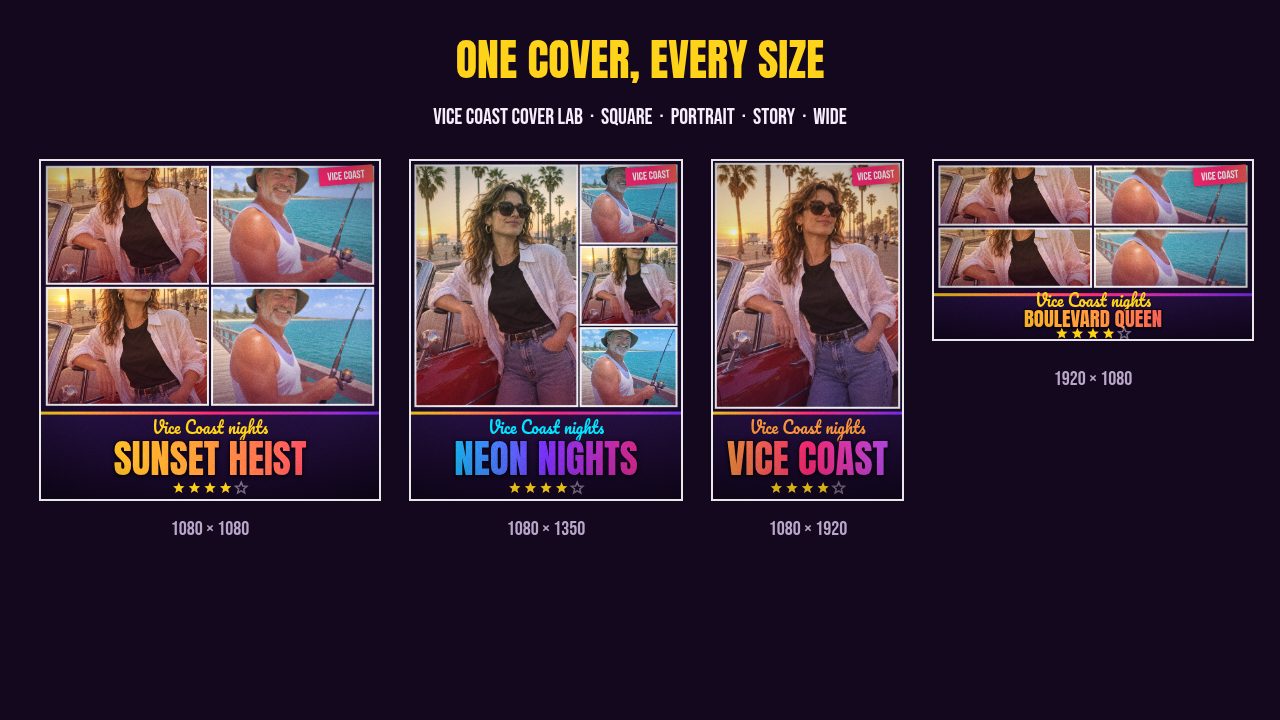 ONE COVER, EVERY SIZE
VICE COAST COVER LAB · SQUARE · PORTRAIT · STORY · WIDE
VICE COAST
Vice Coast nights
SUNSET HEIST
1080 × 1080
VICE COAST
Vice Coast nights
NEON NIGHTS
1080 × 1350
VICE COAST
Vice Coast nights
VICE COAST
1080 × 1920
VICE COAST
Vice Coast nights
BOULEVARD QUEEN
1920 × 1080